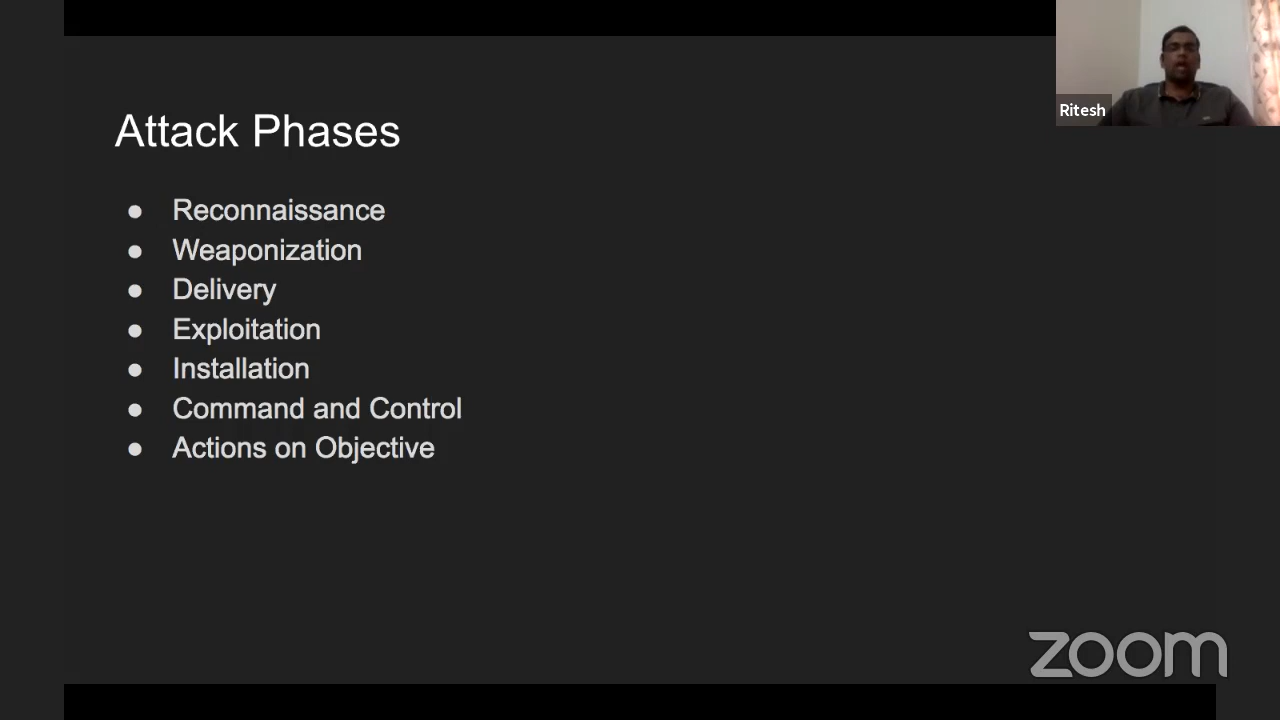 Attack Phases
Ritesh
● Reconnaissance
● Weaponization
● Delivery
● Exploitation
● Installation
● Command and Control
● Actions on Objective
zoom